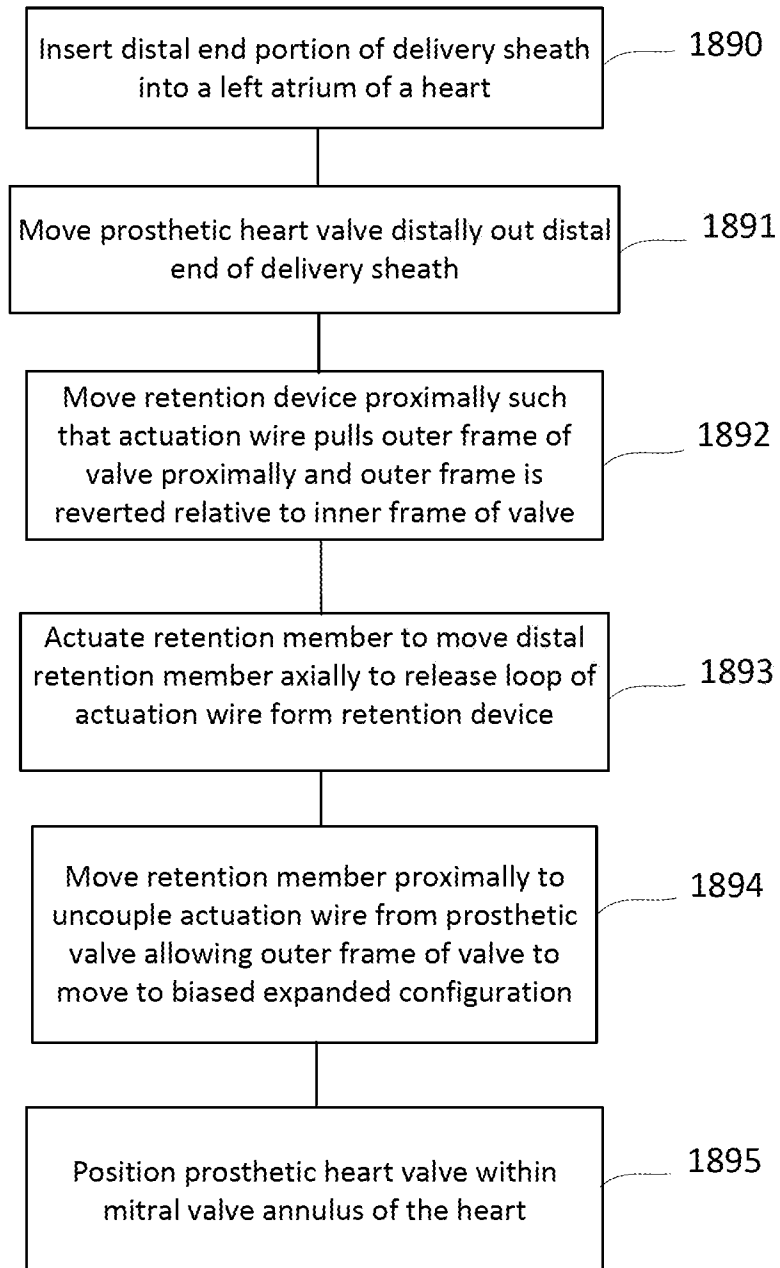 Insert distal end portion of delivery sheath
into a left atrium of a heart
1890
Move prosthetic heart valve distally out distal
end of delivery sheath
1891
Move retention device proximally such
that actuation wire pulls outer frame of
valve proximally and outer frame is
reverted relative to inner frame of valve
1892
Actuate retention member to move distal
retention member axially to release loop of
actuation wire form retention device
1893
Move retention member proximally to
uncouple actuation wire from prosthetic
valve allowing outer frame of valve to
move to biased expanded configuration
1894
Position prosthetic heart valve within
mitral valve annulus of the heart
1895